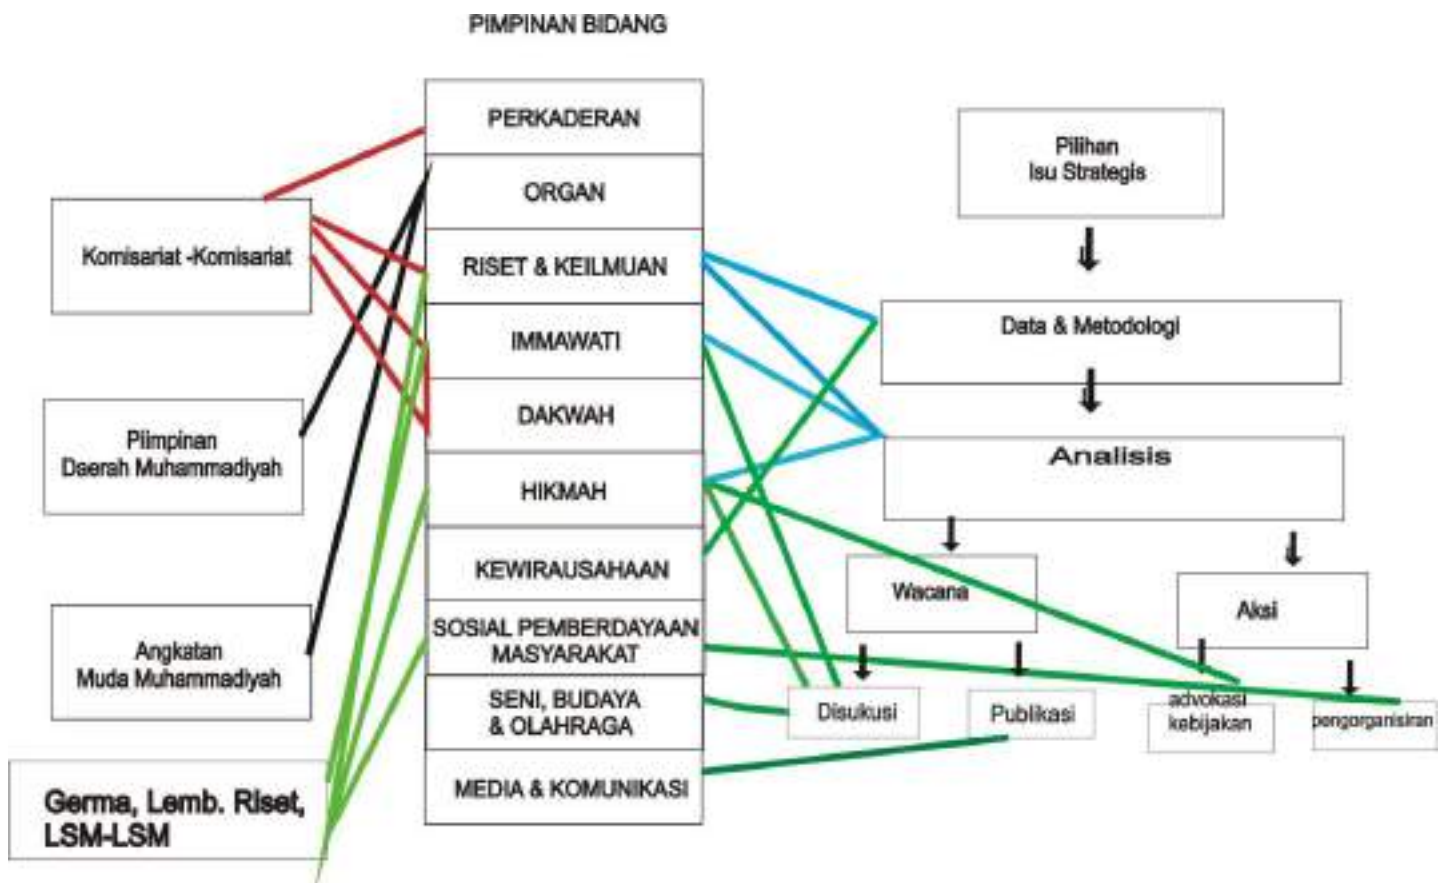 PIMPINAN BIDANG
PERKADERAN
ORGAN
RISET & KEILMUAN
IMMAWATI
DAKWAH
HIKMAH
KEWIRAUSAHAAN
SOSIAL PEMBERDAYAAN
MASYARAKAT
SENI, BUDAYA
& OLAHRAGA
MEDIA & KOMUNIKASI
Komisariat -Komisariat
Piimpinan
Daerah Muhammadiyah
Angkatan
Muda Muhammadiyah
Germa, Lemb. Riset,
LSM-LSM
Pilihan
Isu Strategis
Data & Metodologi
Analisis
Wacana
Aksi
Disukusi
Publikasi
advokasi
kebijakan
pengorganisiran